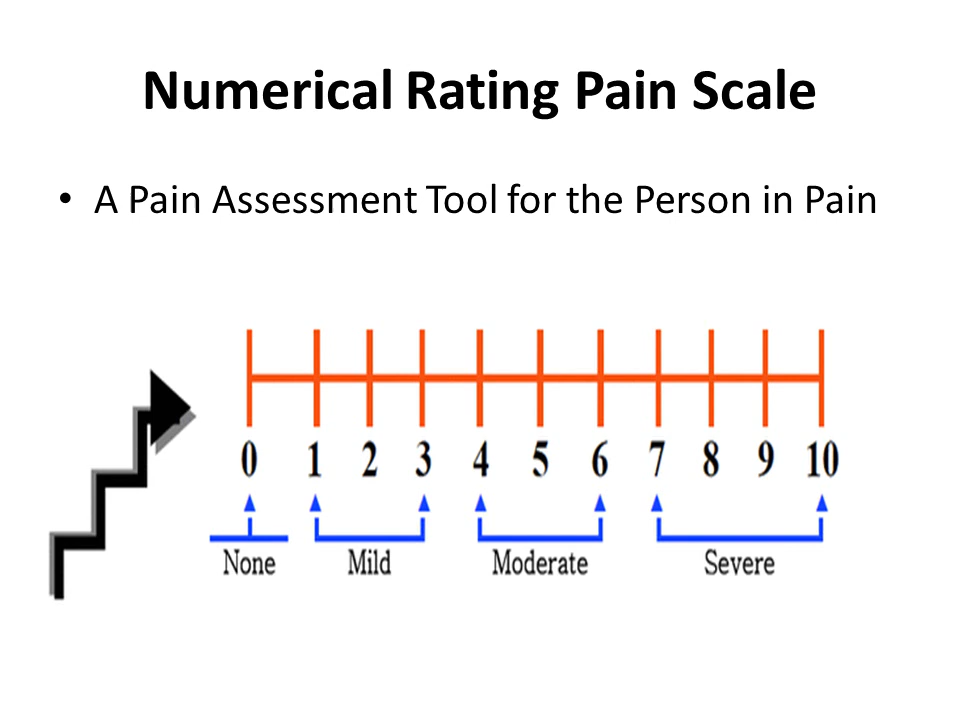 Numerical Rating Pain Scale
• A Pain Assessment Tool for the Person in Pain
0 1 2 3 4 5 6 7 8 9 10
None Mild Moderate Severe